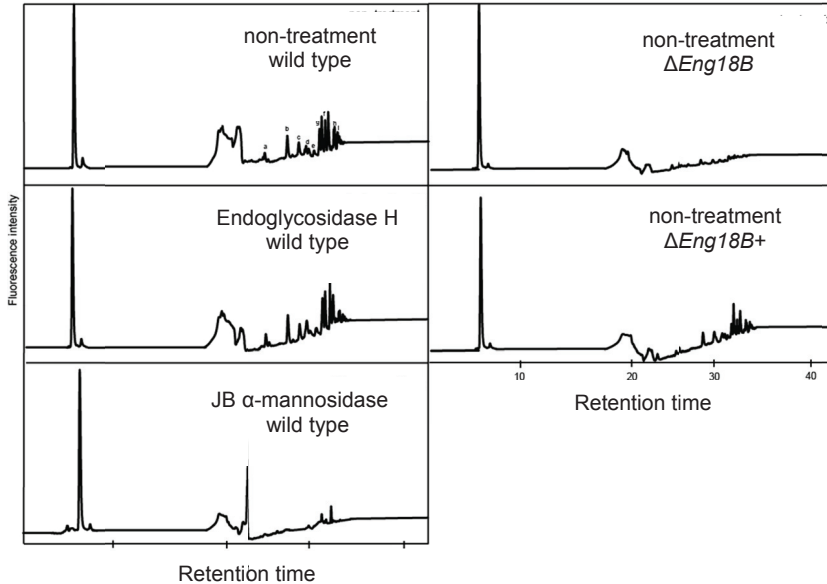 non-treatment
wild type
a
b
c
d
e
g
f
h
i
non-treatment
ΔEng18B
Fluorescence intensity
Endoglycosidase H
wild type
non-treatment
ΔEng18B+
10
20
30
40
Retention time
JB α-mannosidase
wild type
Retention time